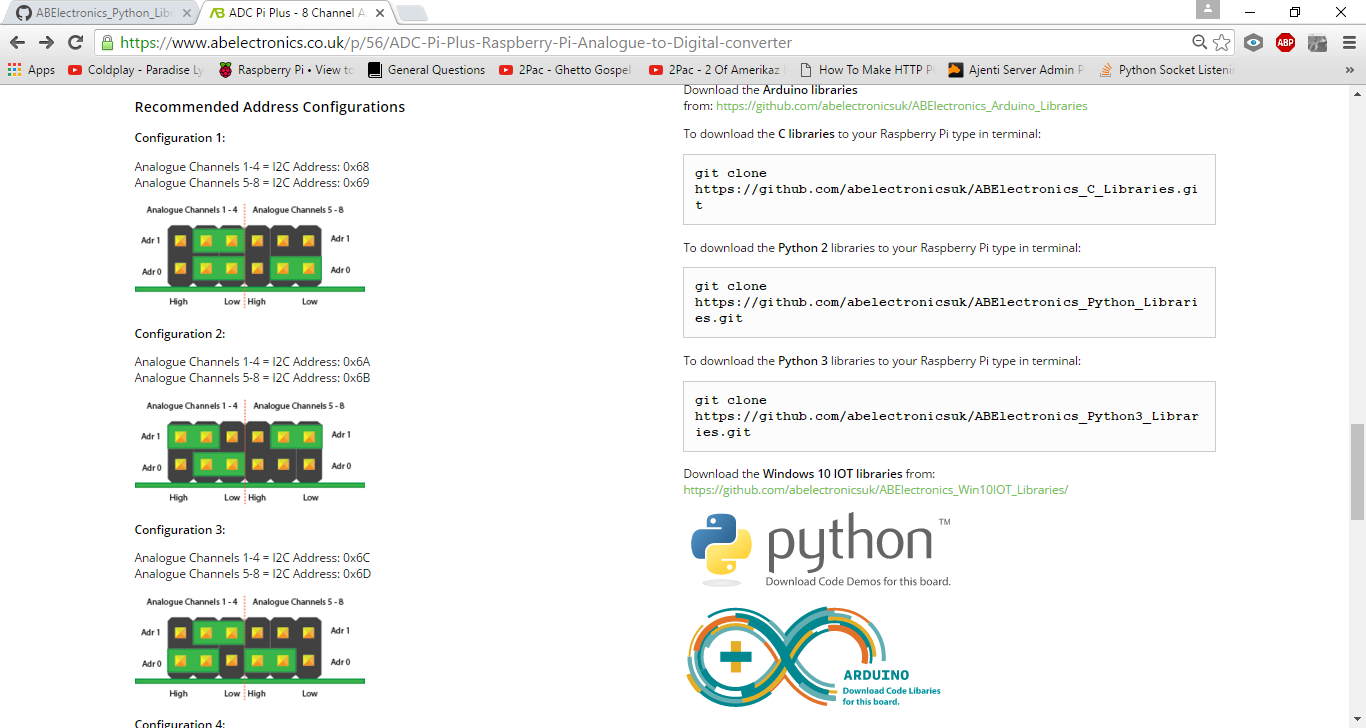 ABElectronics_Python_Lib
ADC Pi Plus - 8 Channel A
https://www.abelectronics.co.uk/p/56/ADC-Pi-Plus-Raspberry-Pi-Analogue-to-Digital-converter
ABP
Apps
Coldplay - Paradise Ly
Raspberry Pi • View to
General Questions
2Pac - Ghetto Gospel
2Pac - 2 Of Amerikaz
How To Make HTTP P
Ajenti Server Admin P
Python Socket Listenin
»
Recommended Address Configurations
Configuration 1:
Analogue Channels 1-4 = I2C Address: 0x68
Analogue Channels 5-8 = I2C Address: 0x69
Analogue Channels 1 - 4 Analogue Channels 5 - 8
Adr 1 Adr 1
Adr 0 Adr 0
High Low High Low
Configuration 2:
Analogue Channels 1-4 = I2C Address: 0x6A
Analogue Channels 5-8 = I2C Address: 0x6B
Analogue Channels 1 - 4 Analogue Channels 5 - 8
Adr 1 Adr 1
Adr 0 Adr 0
High Low High Low
Configuration 3:
Analogue Channels 1-4 = I2C Address: 0x6C
Analogue Channels 5-8 = I2C Address: 0x6D
Analogue Channels 1 - 4 Analogue Channels 5 - 8
Adr 1 Adr 1
Adr 0 Adr 0
High Low High Low
Configuration 4:
Download the Arduino libraries
from: https://github.com/abelectronicsuk/ABElectronics_Arduino_Libraries
To download the C libraries to your Raspberry Pi type in terminal:
git clone
https://github.com/abelectronicsuk/ABElectronics_C_Libraries.gi
t
To download the Python 2 libraries to your Raspberry Pi type in terminal:
git clone
https://github.com/abelectronicsuk/ABElectronics_Python_Librari
es.git
To download the Python 3 libraries to your Raspberry Pi type in terminal:
git clone
https://github.com/abelectronicsuk/ABElectronics_Python3_Librar
ies.git
Download the Windows 10 IOT libraries from:
https://github.com/abelectronicsuk/ABElectronics_Win10IOT_Libraries/
python™
Download Code Demos for this board.
ARDUINO
Download Code Libaries
for this board.